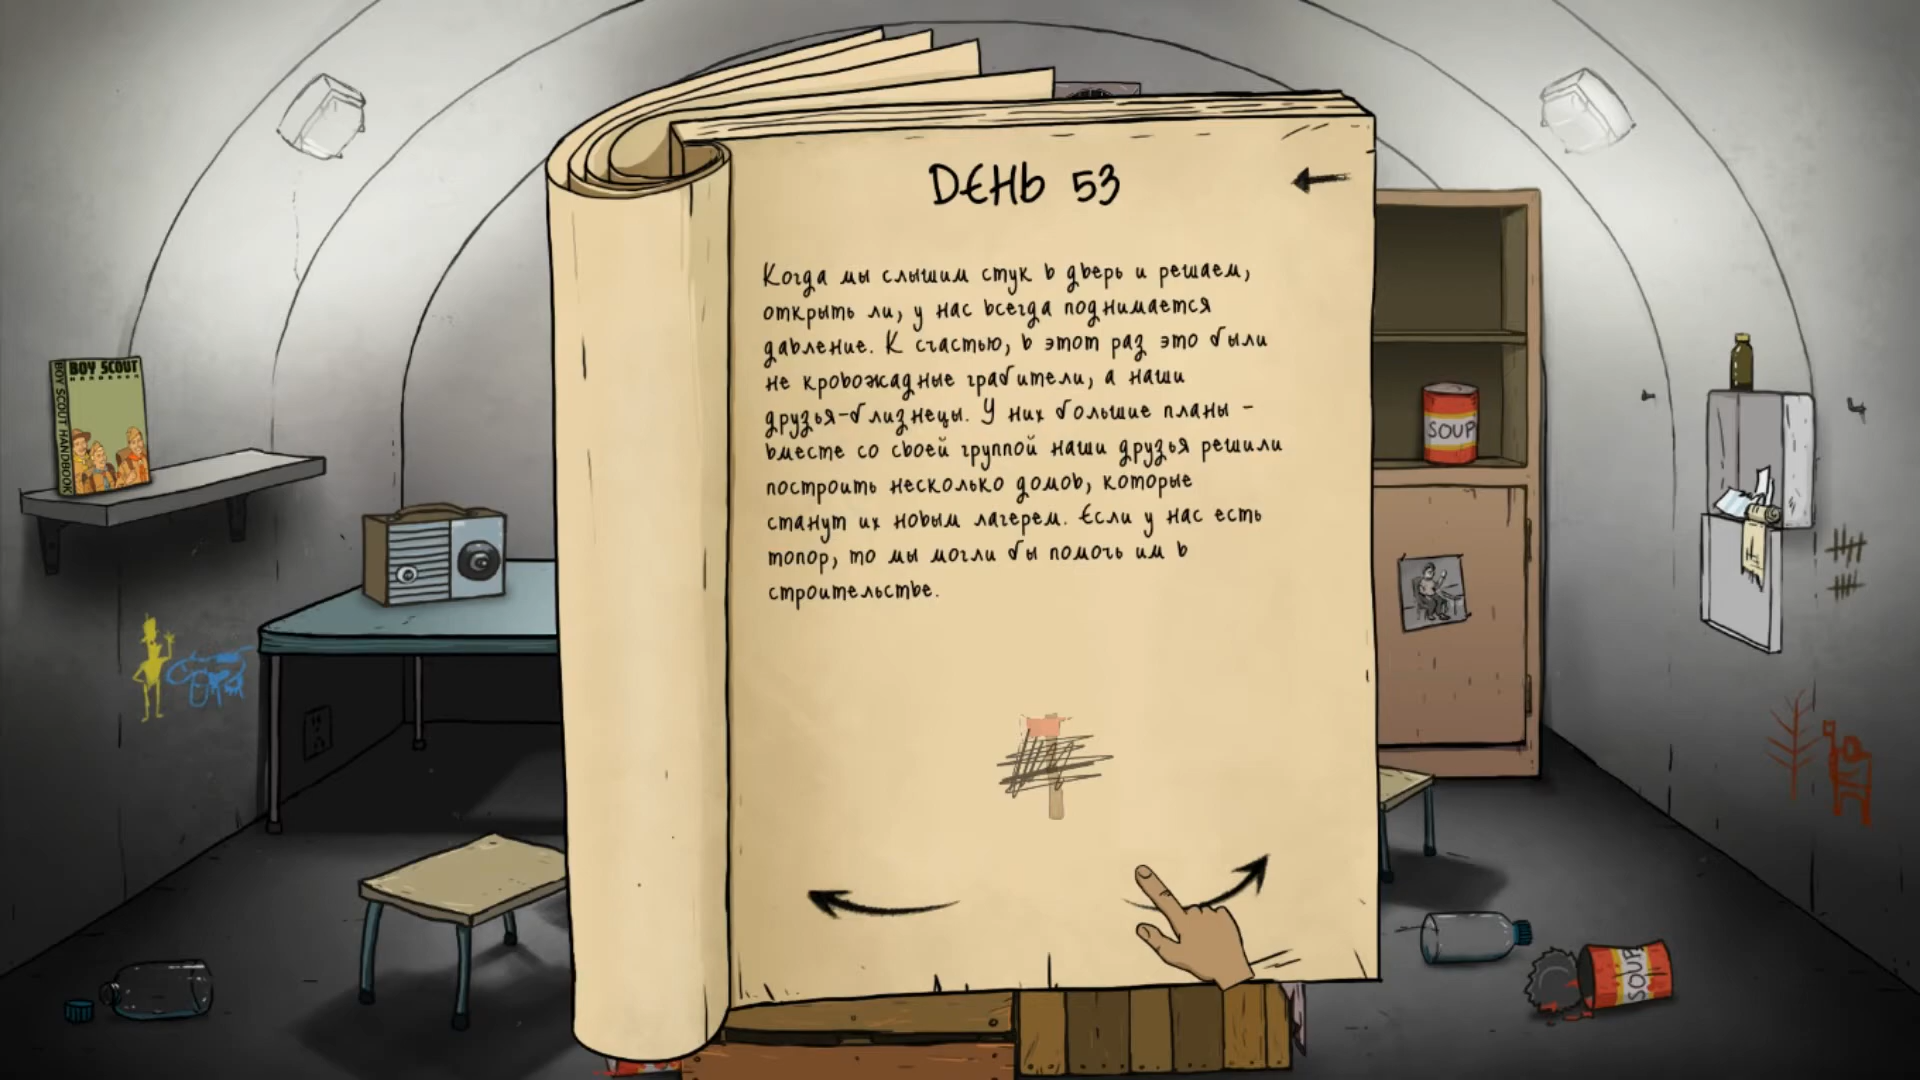 ДЕНЬ 53
Когда мы слышим стук в дверь и решаем,
открыть ли, у нас всегда поднимается
давление. К счастью, в этот раз это были
не кровожадные грабители, а наши
друзья-близнецы. У них большие планы -
вместе со своей группой наши друзья решили
построить несколько домов, которые
станут их новым лагерем. Если у нас есть
топор, то мы могли бы помочь им в
строительстве.
BOY SCOUT
HANDBOOK
BOY SCOUT HANDBOOK
SOUP
SOUP